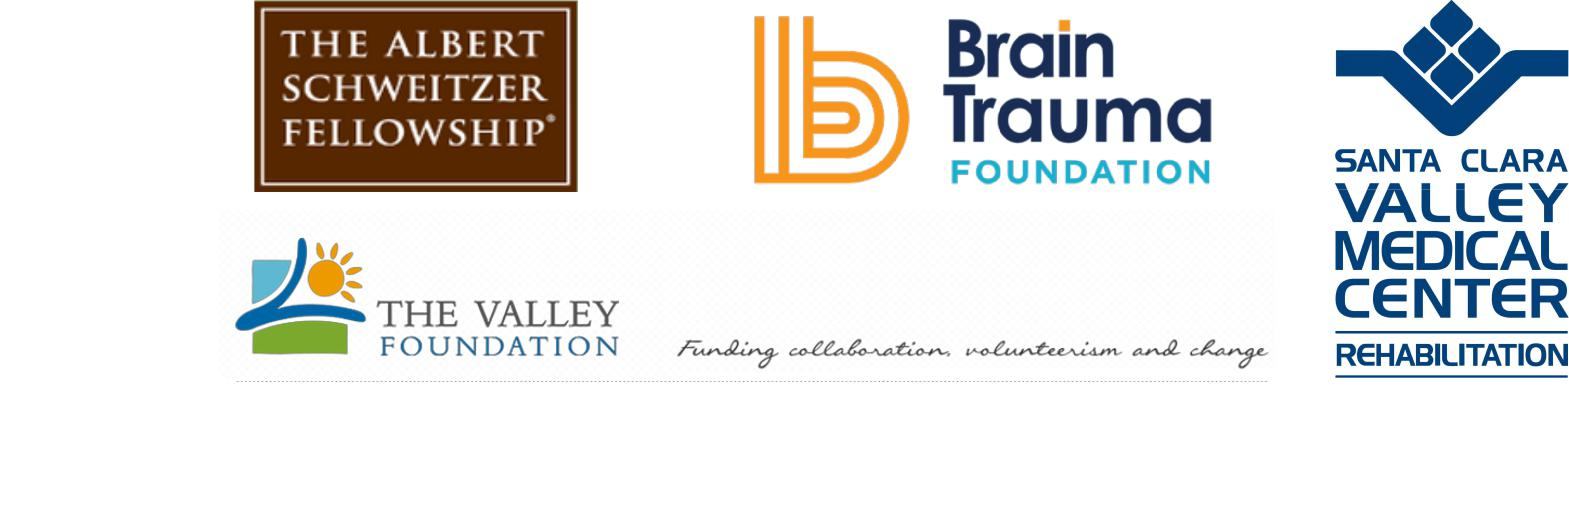 THE ALBERT
SCHWEITZER
FELLOWSHIP®
Brain
Trauma
FOUNDATION
THE VALLEY
FOUNDATION
Funding collaboration, volunteerism and change
SANTA CLARA
VALLEY
MEDICAL
CENTER
REHABILITATION